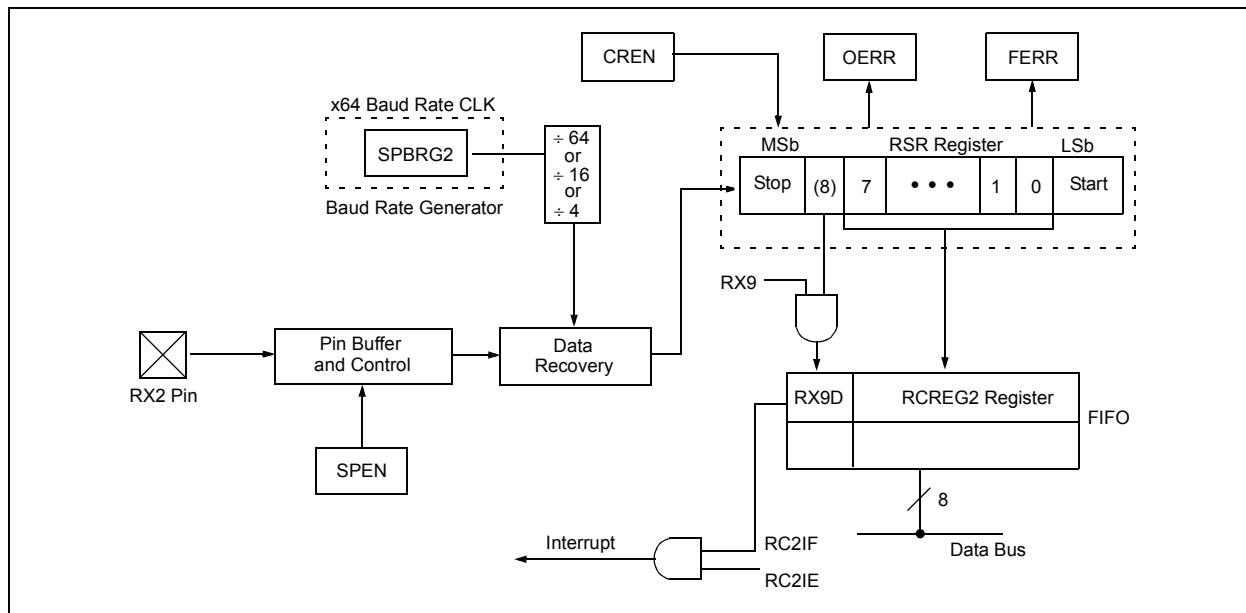 CREN
OERR
FERR
x64 Baud Rate CLK
SPBRG2
Baud Rate Generator
÷ 64
or
÷ 16
or
÷ 4
MSb
RSR Register
LSb
Stop
(8)
7
• • •
1
0
Start
RX9
Pin Buffer
and Control
Data
Recovery
RX2 Pin
SPEN
RX9D
RCREG2 Register
FIFO
8
Data Bus
Interrupt
RC2IF
RC2IE